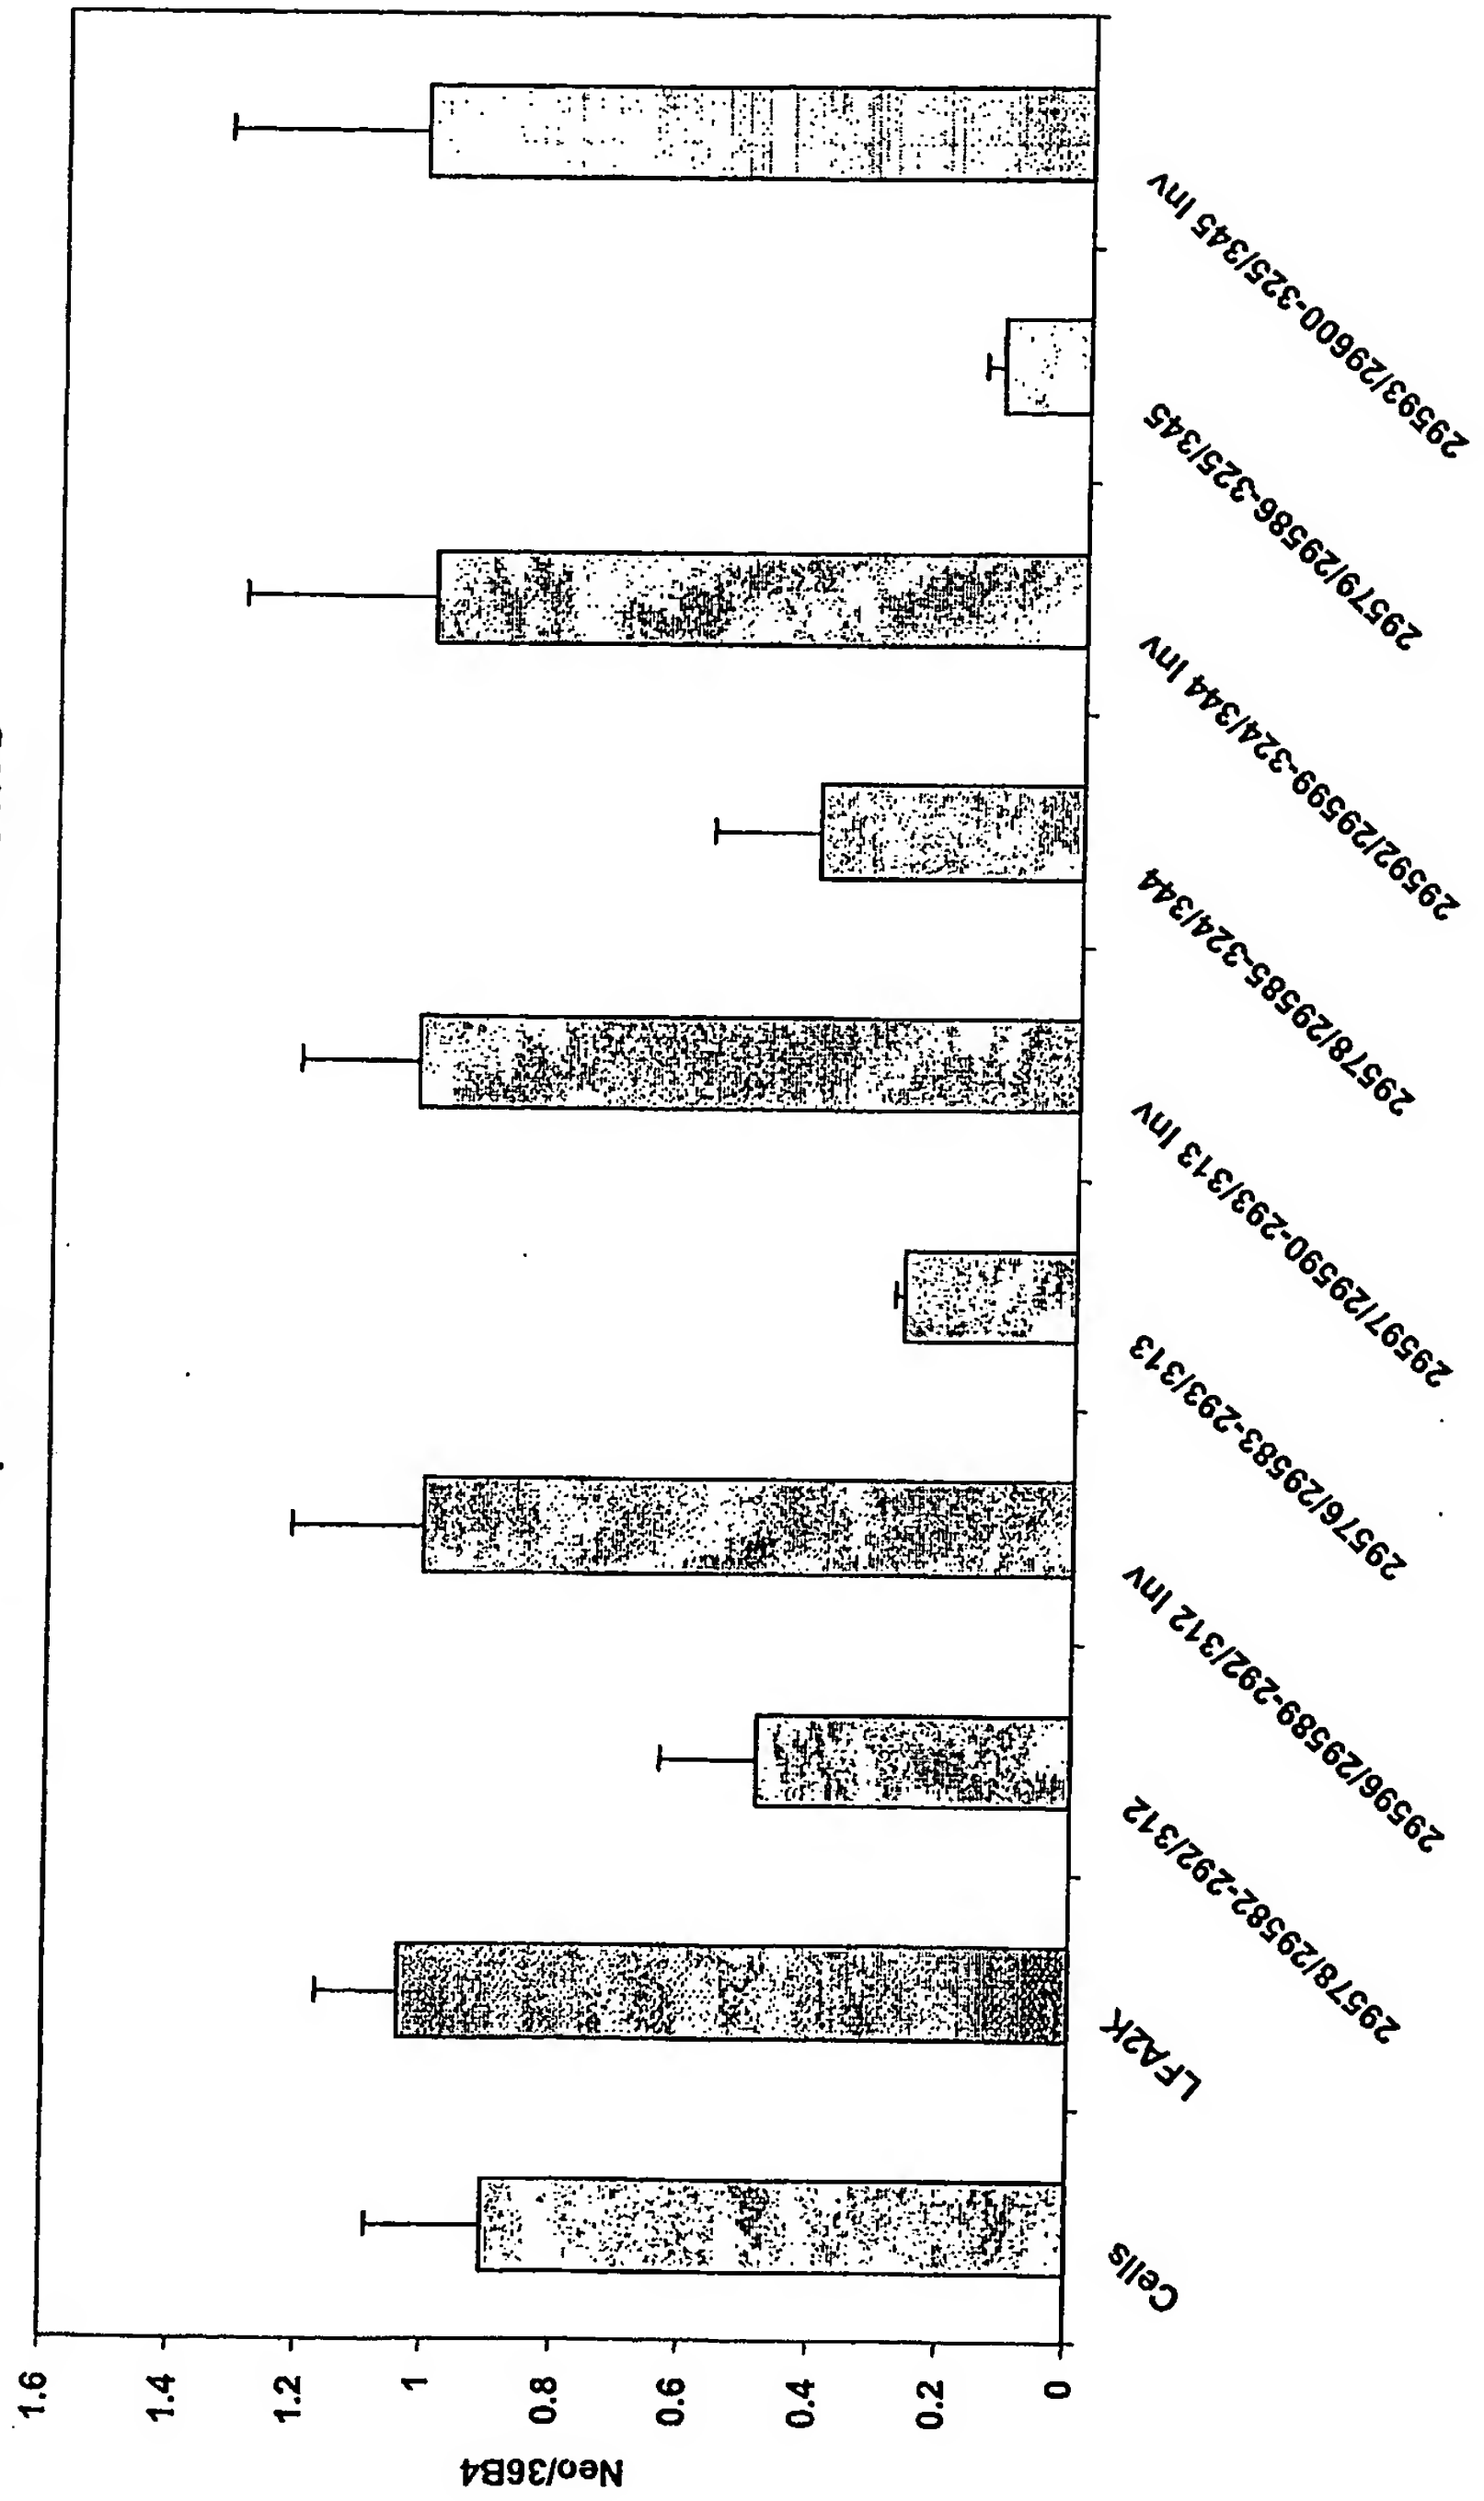 Neo/36B4
1.6
1.4
1.2
1
0.8
0.6
0.4
0.2
0
Cells
LFA2K
29578/29582-292/312
29596/29589-292/312 Inv
29576/29583-293/313
29597/29590-293/313 Inv
29578/29585-324/344
29592/29599-324/344 Inv
29579/29586-325/345
29593/29600-325/345 Inv